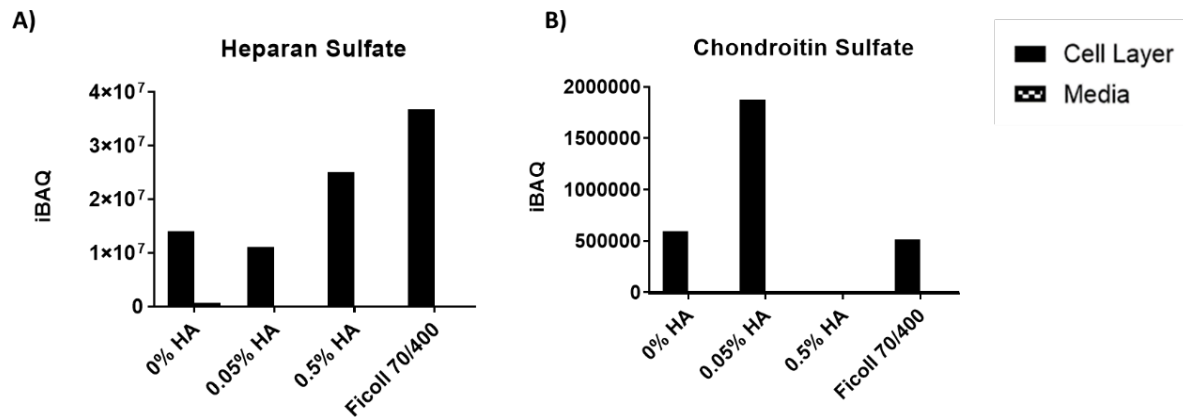 A)
Heparan Sulfate
4×10⁷
3×10⁷
2×10⁷
1×10⁷
0
iBAQ
0% HA
0.05% HA
0.5% HA
Ficoll 70/400
B)
Chondroitin Sulfate
2000000
1500000
1000000
500000
0
iBAQ
0% HA
0.05% HA
0.5% HA
Ficoll 70/400
Cell Layer
Media